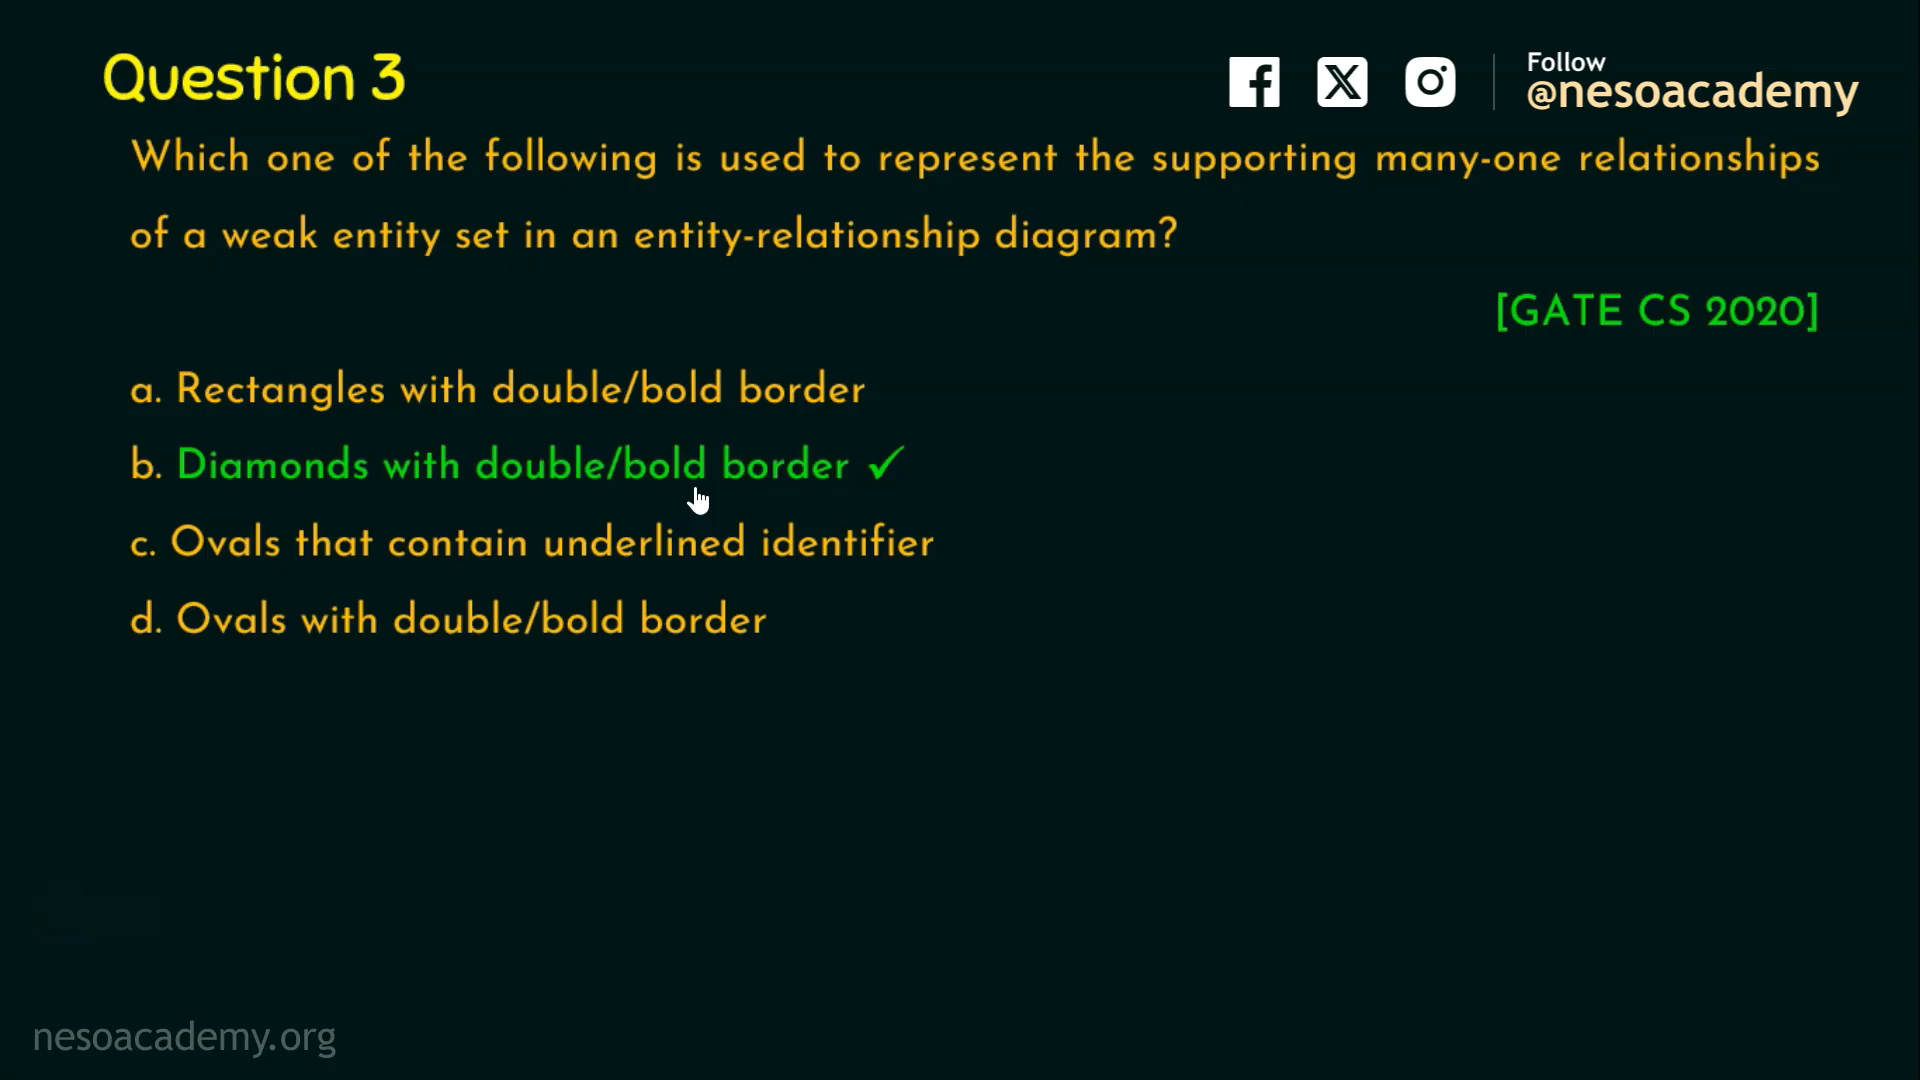 Question 3
Follow
@nesoacademy
Which one of the following is used to represent the supporting many-one relationships
of a weak entity set in an entity-relationship diagram?
[GATE CS 2020]
a. Rectangles with double/bold border
b. Diamonds with double/bold border ✓
c. Ovals that contain underlined identifier
d. Ovals with double/bold border
nesoacademy.org